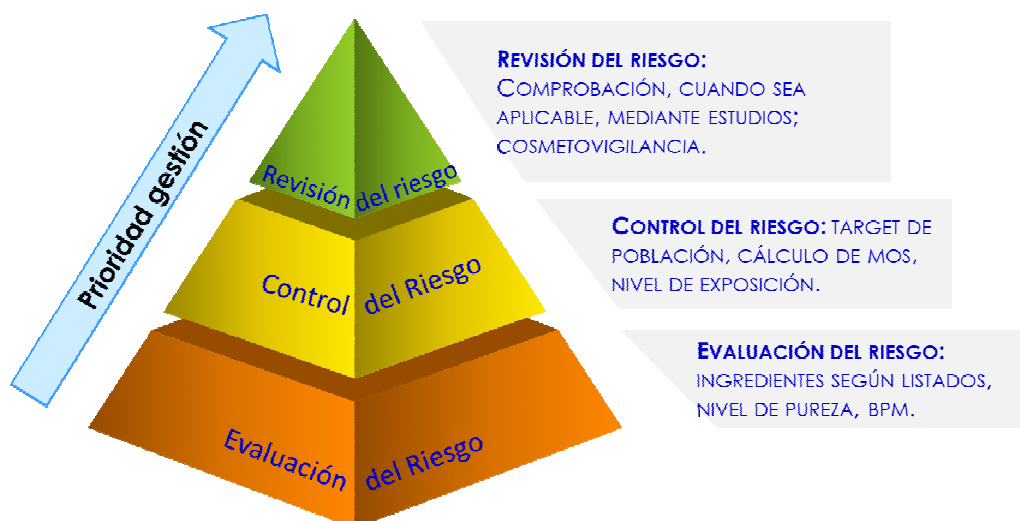 Prioridad gestión
Revisión del riesgo
Control del Riesgo
Evaluación del Riesgo
REVISIÓN DEL RIESGO:
COMPROBACIÓN, CUANDO SEA
APLICABLE, MEDIANTE ESTUDIOS;
COSMETOVIGILANCIA.
CONTROL DEL RIESGO: TARGET DE
POBLACIÓN, CÁLCULO DE MOS,
NIVEL DE EXPOSICIÓN.
EVALUACIÓN DEL RIESGO:
INGREDIENTES SEGÚN LISTADOS,
NIVEL DE PUREZA, BPM.